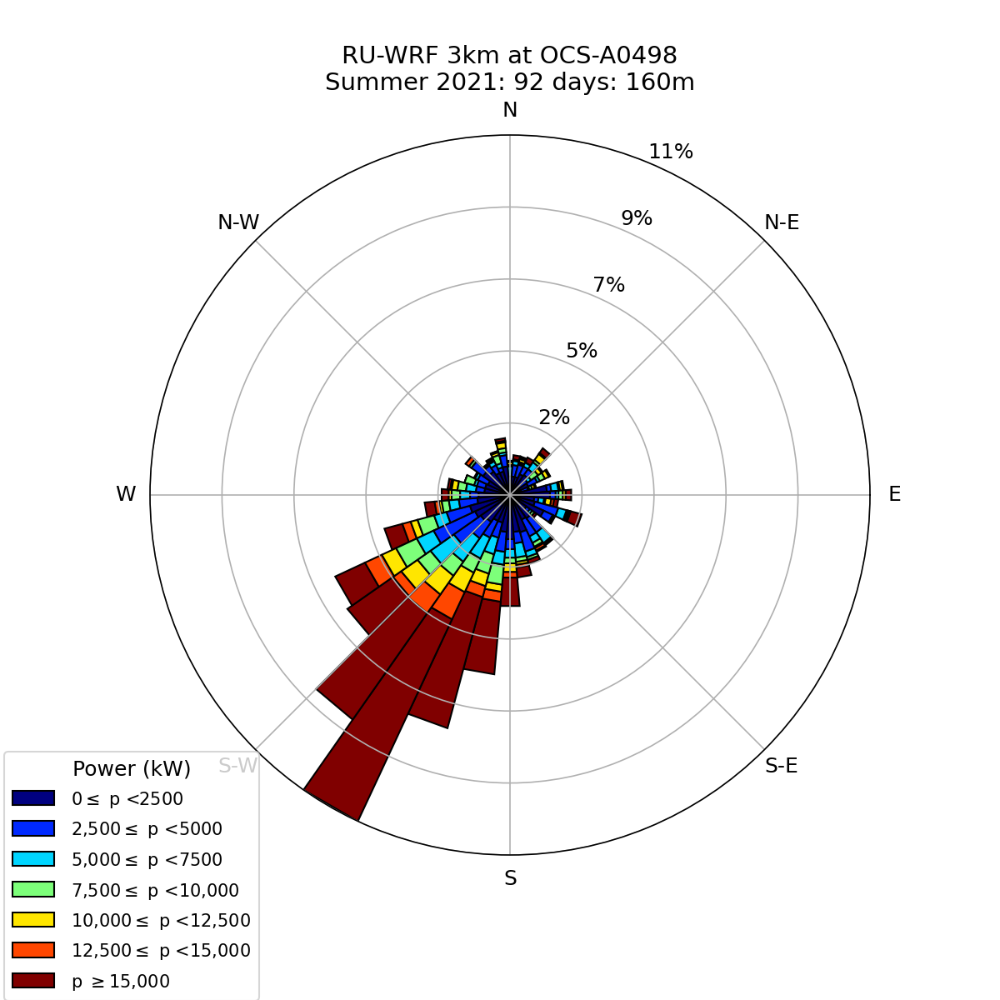 RU-WRF 3km at OCS-A0498
Summer 2021: 92 days: 160m
N
11%
N-W
9%
N-E
7%
5%
2%
W
E
S-W
S-E
S
Power (kW)
0≤ p <2500
2,500≤ p <5000
5,000≤ p <7500
7,500≤ p <10,000
10,000≤ p <12,500
12,500≤ p <15,000
p ≥15,000